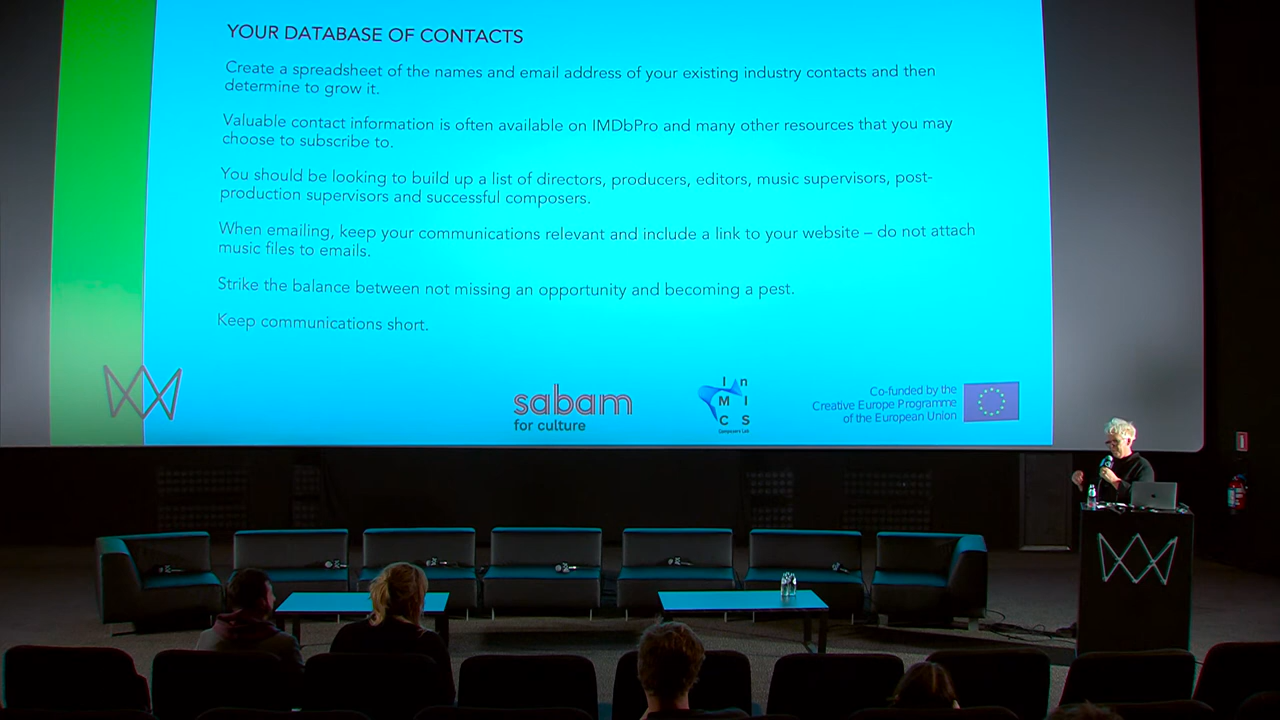 YOUR DATABASE OF CONTACTS
Create a spreadsheet of the names and email address of your existing industry contacts and then
determine to grow it.
Valuable contact information is often available on IMDbPro and many other resources that you may
choose to subscribe to.
You should be looking to build up a list of directors, producers, editors, music supervisors, post-
production supervisors and successful composers.
When emailing, keep your communications relevant and include a link to your website – do not attach
music files to emails.
Strike the balance between not missing an opportunity and becoming a pest.
Keep communications short.
sabam
for culture
I n
M I
C S
Composers Lab
Co-funded by the
Creative Europe Programme
of the European Union